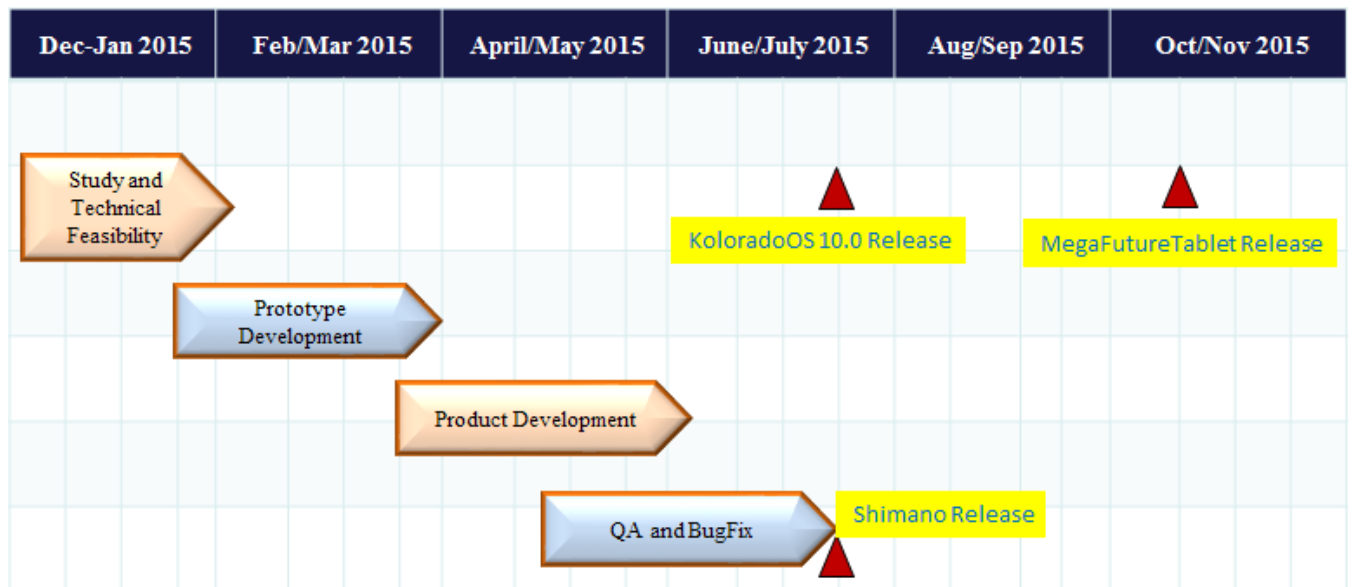 Dec-Jan 2015 Feb/Mar 2015 April/May 2015 June/July 2015 Aug/Sep 2015 Oct/Nov 2015
Study and
Technical
Feasibility
KoloradoOS 10.0 Release
MegaFutureTablet Release
Prototype
Development
Product Development
Shimano Release
QA and BugFix